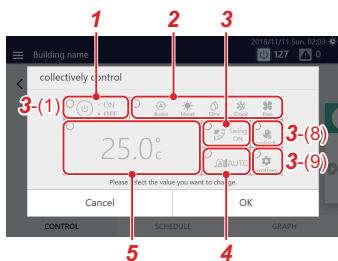 1 2 3
2018/11/11 Sun. 02:03
Building name
127 0
collectively control
3-(1)
ON
OFF
Auto Heat Dry Cool Fan
Swing
ON
3-(8)
25.0°c
AUTO
option
3-(9)
Please select the value you want to change.
Cancel OK
CONTROL SCHEDULE GRAPH
5 4